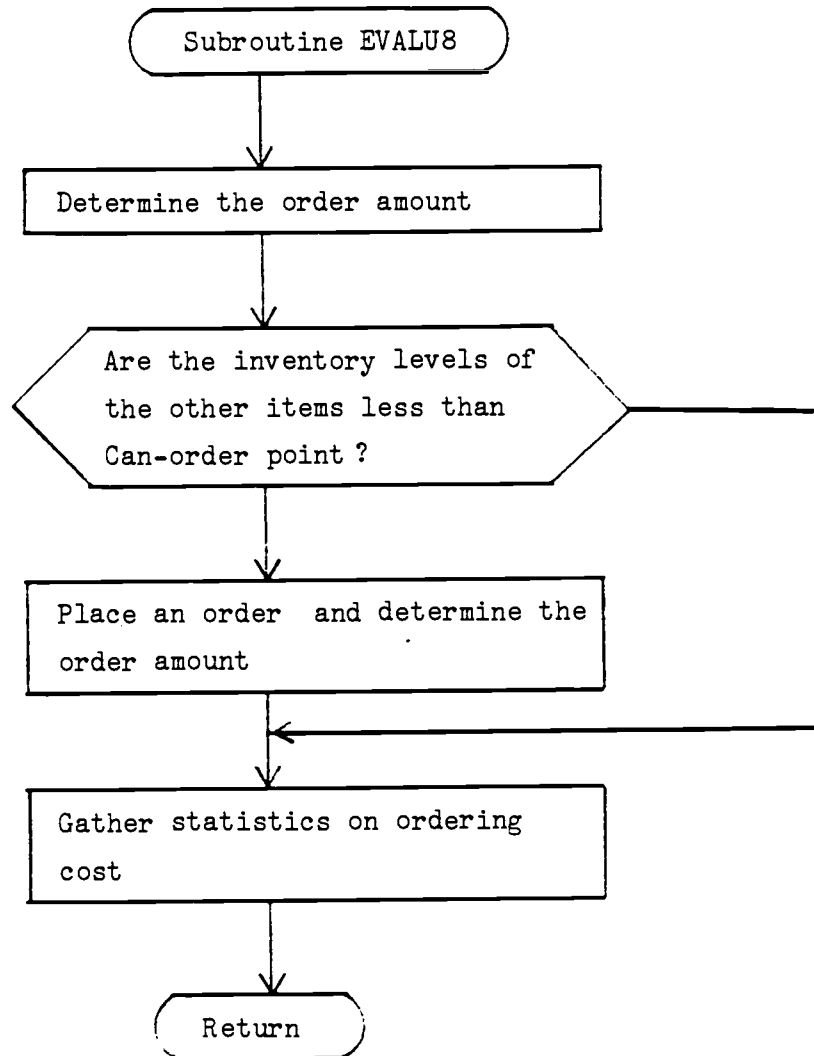 Subroutine EVALU8
Determine the order amount
Are the inventory levels of
the other items less than
Can-order point ?
Place an order and determine the
order amount
Gather statistics on ordering
cost
Return